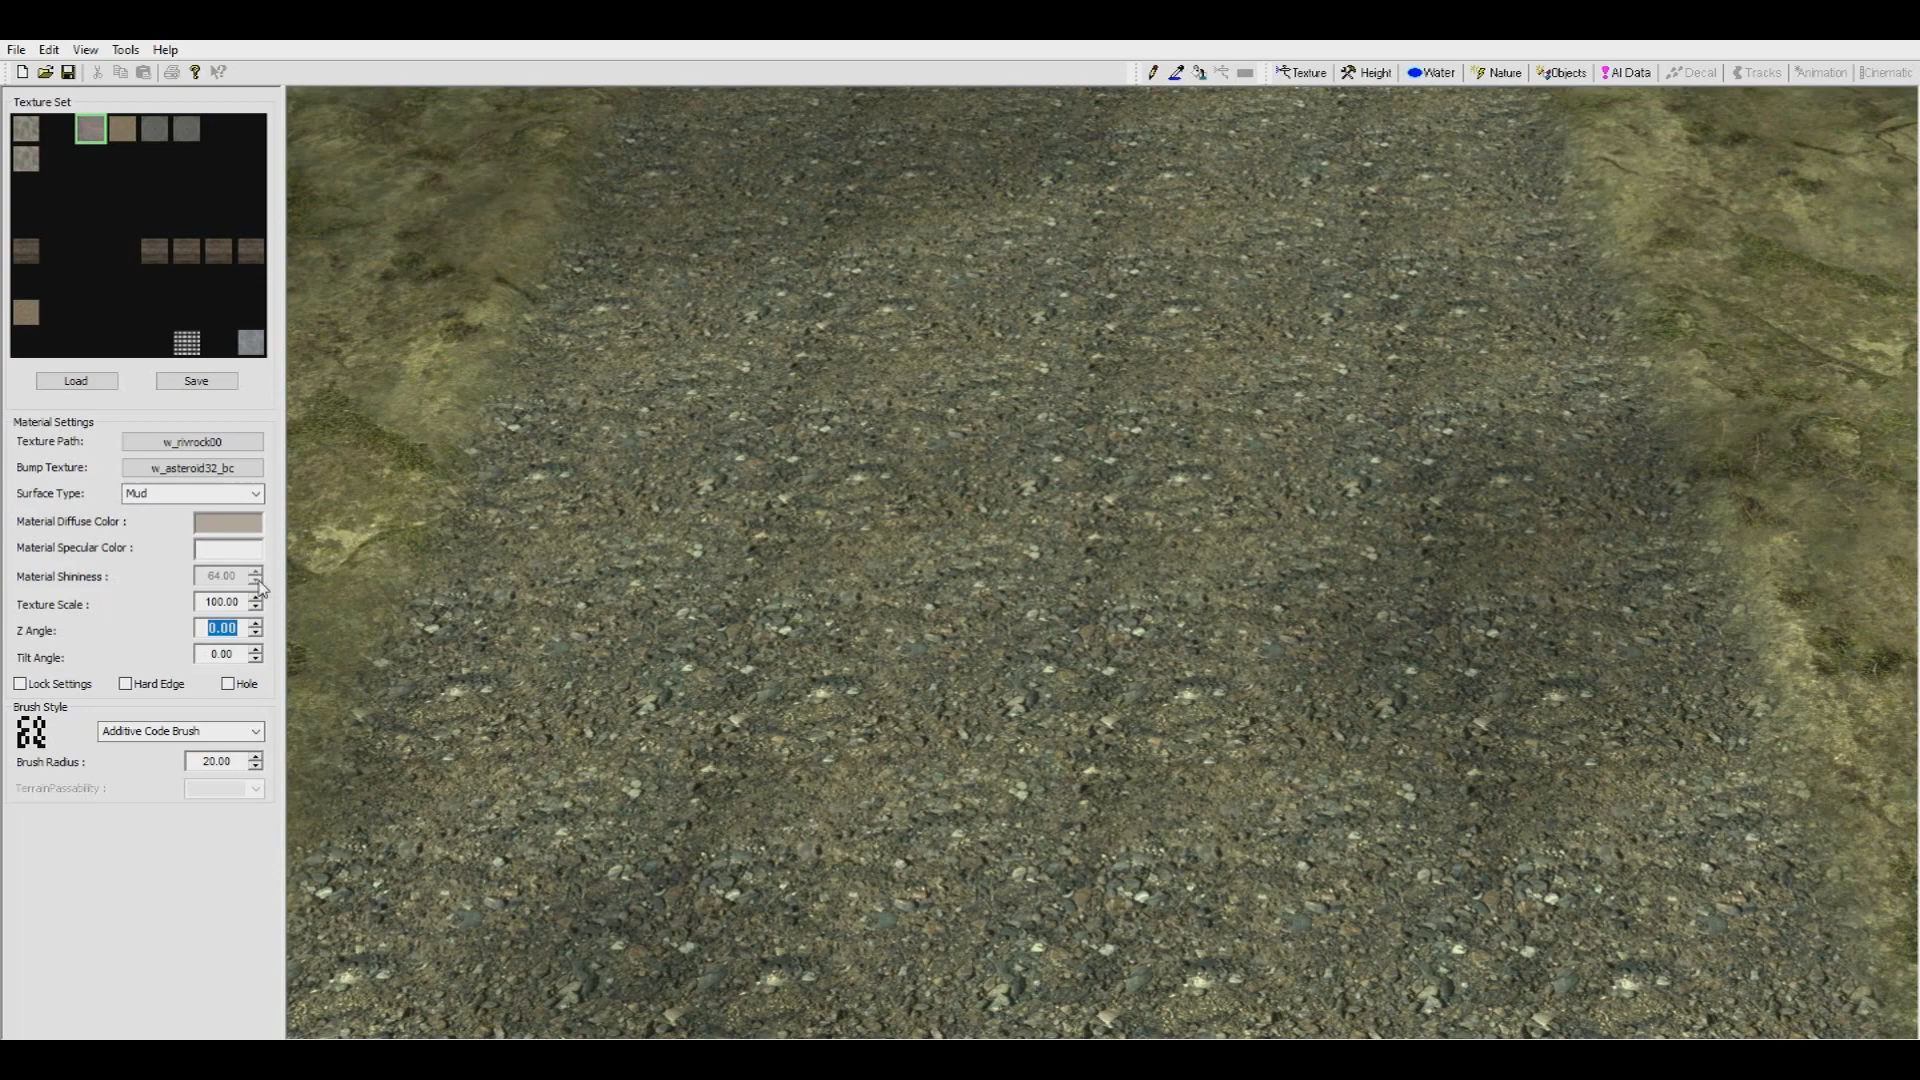 File Edit View Tools Help
Texture Height Water Nature Objects AI Data Decal Tracks Animation Cinematic
Texture Set
Load Save
Material Settings
Texture Path: w_rivrock00
Bump Texture: w_asteroid32_bc
Surface Type: Mud
Material Diffuse Color :
Material Specular Color :
Material Shininess : 64.00
Texture Scale : 100.00
Z Angle: 0.00
Tilt Angle: 0.00
Lock Settings Hard Edge Hole
Brush Style
Additive Code Brush
Brush Radius : 20.00
TerrainPassability :